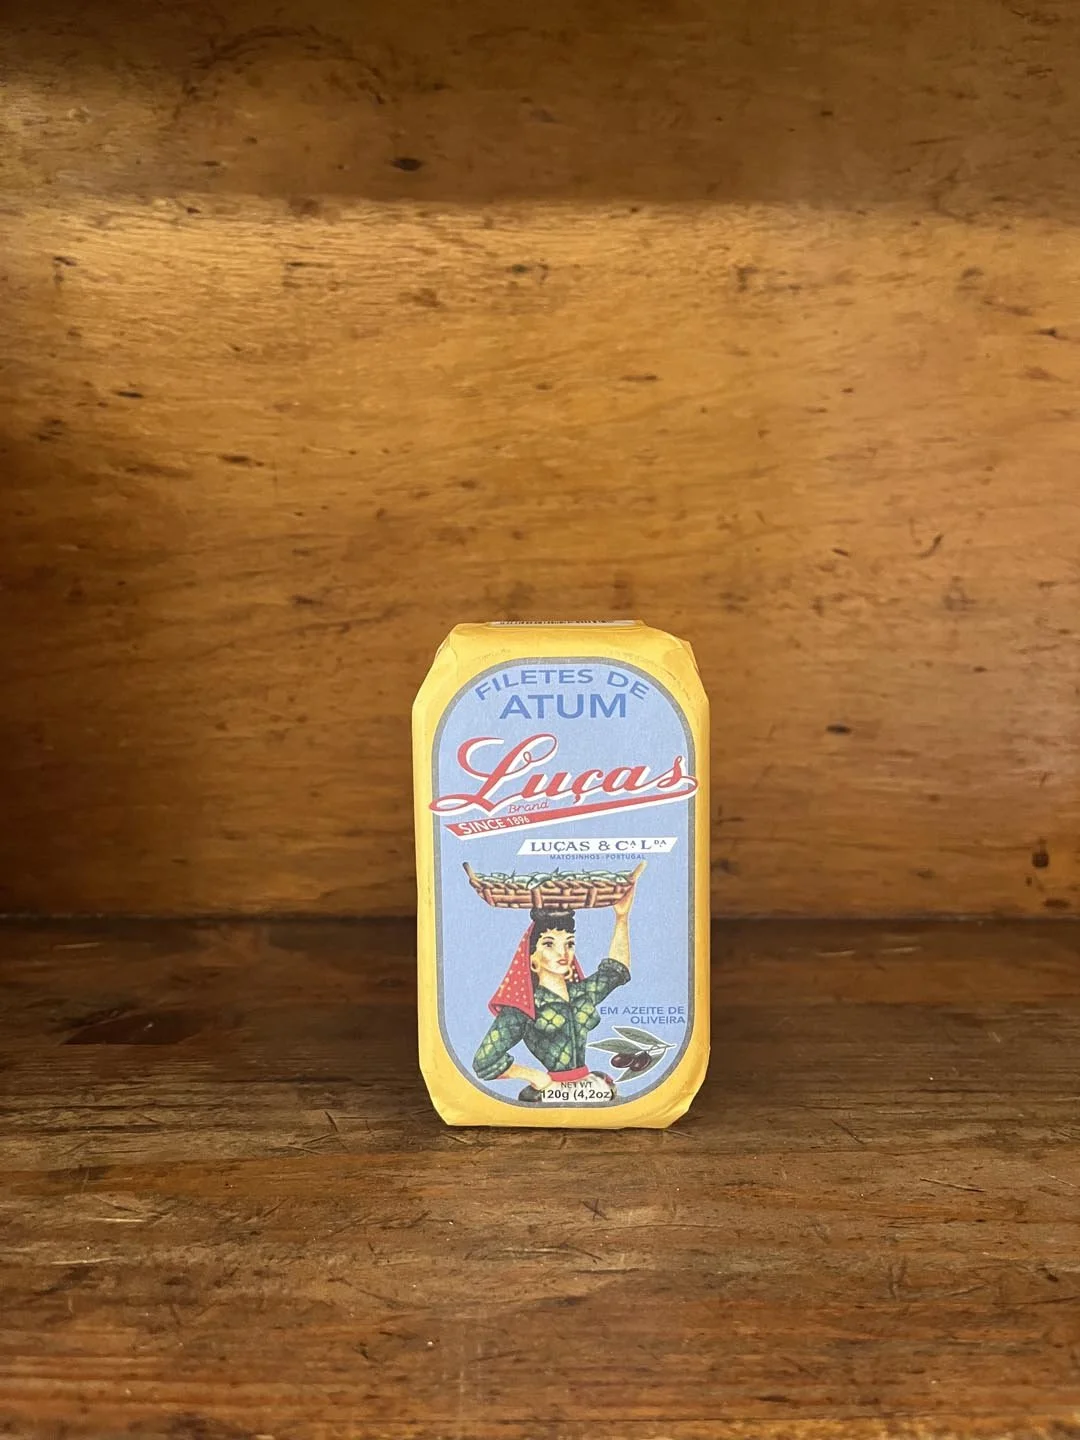 FILETES DE
ATUM
Luças
Brand
SINCE 1896
LUÇAS & Cª Lᴰᴬ
MATOSINHOS - PORTUGAL
EM AZEITE DE
OLIVEIRA
NET WT
120g (4,2oz)